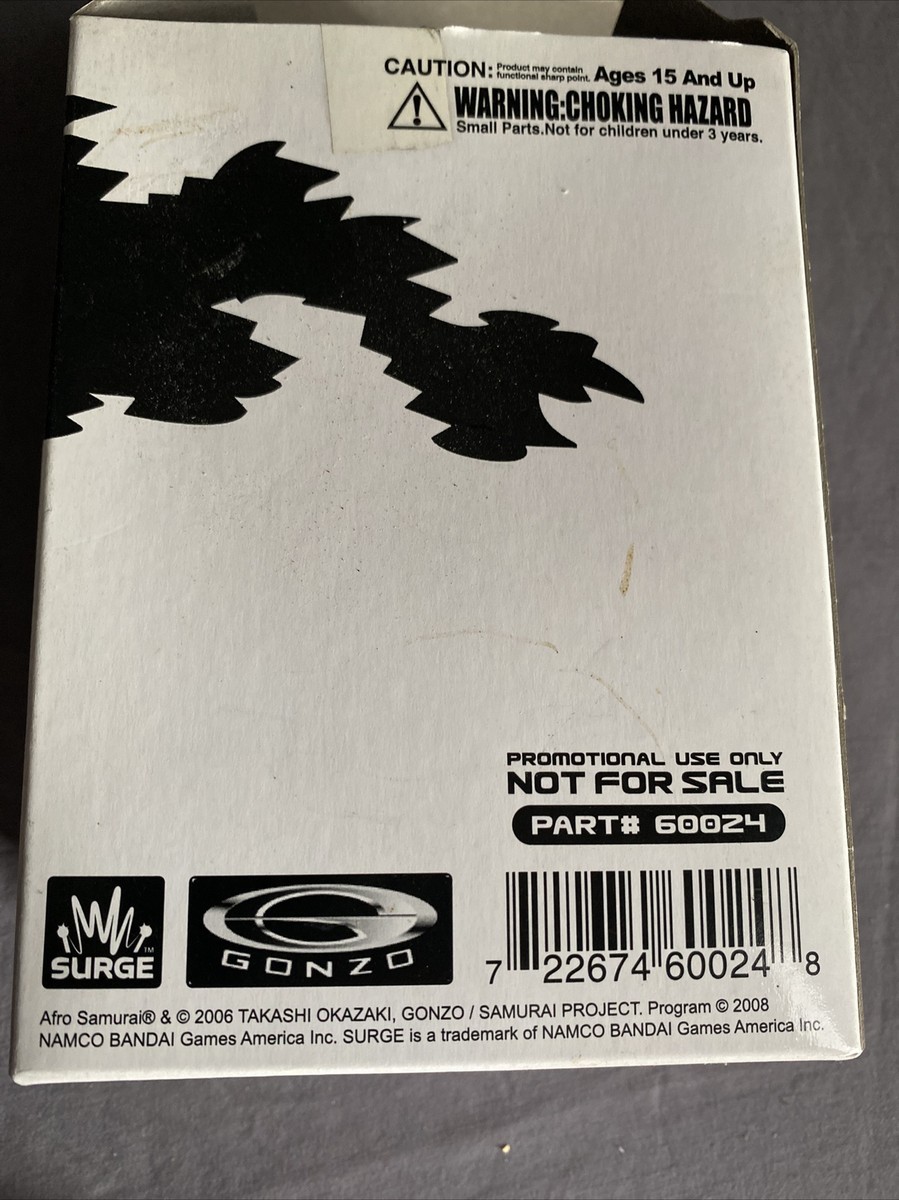 CAUTION: Product may contain functional sharp point. Ages 15 And Up
WARNING:CHOKING HAZARD
Small Parts.Not for children under 3 years.
PROMOTIONAL USE ONLY
NOT FOR SALE
PART# 60024
SURGE™
GONZO
7 22674 60024 8
Afro Samurai® & © 2006 TAKASHI OKAZAKI, GONZO / SAMURAI PROJECT. Program © 2008
NAMCO BANDAI Games America Inc. SURGE is a trademark of NAMCO BANDAI Games America Inc.